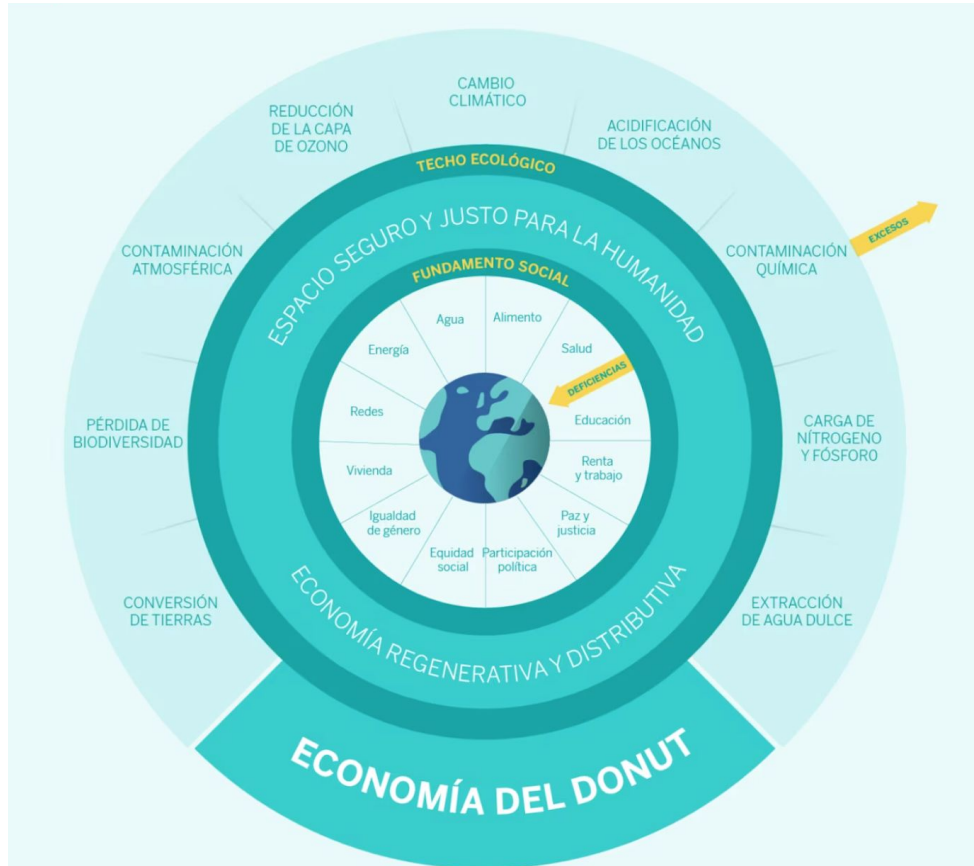 CAMBIO
CLIMÁTICO
REDUCCIÓN
DE LA CAPA
DE OZONO
ACIDIFICACIÓN
DE LOS OCÉANOS
TECHO ECOLÓGICO
ESPACIO SEGURO Y JUSTO PARA LA HUMANIDAD
EXCESOS
CONTAMINACIÓN
ATMOSFÉRICA
CONTAMINACIÓN
QUÍMICA
FUNDAMENTO SOCIAL
Agua
Alimento
Energía
Salud
DEFICIENCIAS
Redes
Educación
PÉRDIDA DE
BIODIVERSIDAD
CARGA DE
NÍTROGENO
Y FÓSFORO
Vivienda
Renta
y trabajo
Igualdad
de género
Paz y
justicia
Equidad
social
Participación
política
CONVERSIÓN
DE TIERRAS
EXTRACCIÓN
DE AGUA DULCE
ECONOMÍA REGENERATIVA Y DISTRIBUTIVA
ECONOMÍA DEL DONUT